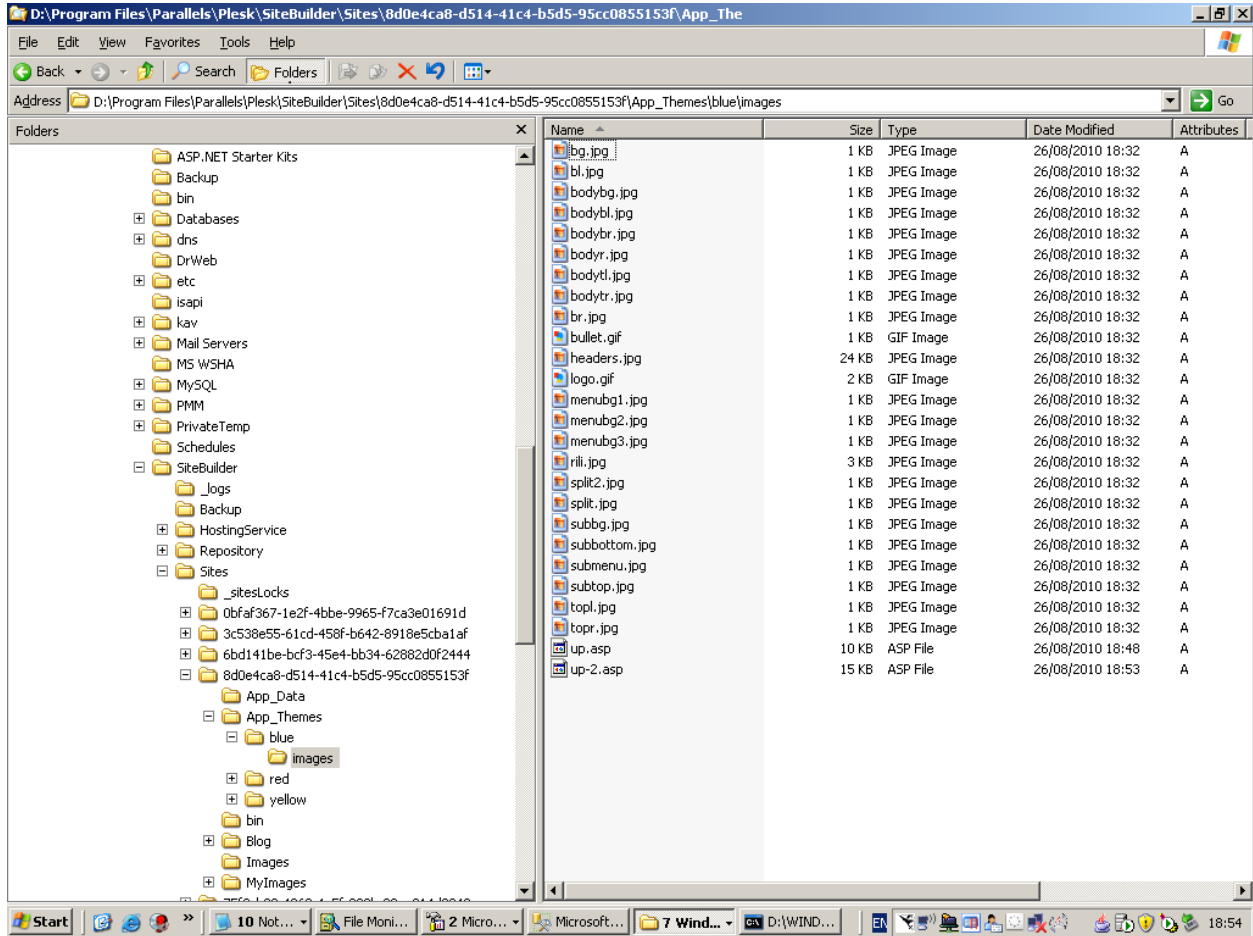 D:\Program Files\Parallels\Plesk\SiteBuilder\Sites\8d0e4ca8-d514-41c4-b5d5-95cc0855153f\App_The
File Edit View Favorites Tools Help
Back Search Folders
Address D:\Program Files\Parallels\Plesk\SiteBuilder\Sites\8d0e4ca8-d514-41c4-b5d5-95cc0855153f\App_Themes\blue\images Go
Folders
ASP.NET Starter Kits
Backup
bin
Databases
dns
DrWeb
etc
isapi
kav
Mail Servers
MS WSHA
MySQL
PMM
PrivateTemp
Schedules
SiteBuilder
_logs
Backup
HostingService
Repository
Sites
_sitesLocks
0bfaf367-1e2f-4bbe-9965-f7ca3e01691d
3c538e55-61cd-458f-b642-8918e5cba1af
6bd141be-bcf3-45e4-bb34-62882d0f2444
8d0e4ca8-d514-41c4-b5d5-95cc0855153f
App_Data
App_Themes
blue
images
red
yellow
bin
Blog
Images
MyImages
Name Size Type Date Modified Attributes
bg.jpg 1 KB JPEG Image 26/08/2010 18:32 A
bl.jpg 1 KB JPEG Image 26/08/2010 18:32 A
bodybg.jpg 1 KB JPEG Image 26/08/2010 18:32 A
bodybl.jpg 1 KB JPEG Image 26/08/2010 18:32 A
bodybr.jpg 1 KB JPEG Image 26/08/2010 18:32 A
bodyr.jpg 1 KB JPEG Image 26/08/2010 18:32 A
bodytl.jpg 1 KB JPEG Image 26/08/2010 18:32 A
bodytr.jpg 1 KB JPEG Image 26/08/2010 18:32 A
br.jpg 1 KB JPEG Image 26/08/2010 18:32 A
bullet.gif 1 KB GIF Image 26/08/2010 18:32 A
headers.jpg 24 KB JPEG Image 26/08/2010 18:32 A
logo.gif 2 KB GIF Image 26/08/2010 18:32 A
menubg1.jpg 1 KB JPEG Image 26/08/2010 18:32 A
menubg2.jpg 1 KB JPEG Image 26/08/2010 18:32 A
menubg3.jpg 1 KB JPEG Image 26/08/2010 18:32 A
rili.jpg 3 KB JPEG Image 26/08/2010 18:32 A
split2.jpg 1 KB JPEG Image 26/08/2010 18:32 A
split.jpg 1 KB JPEG Image 26/08/2010 18:32 A
subbg.jpg 1 KB JPEG Image 26/08/2010 18:32 A
subbottom.jpg 1 KB JPEG Image 26/08/2010 18:32 A
submenu.jpg 1 KB JPEG Image 26/08/2010 18:32 A
subtop.jpg 1 KB JPEG Image 26/08/2010 18:32 A
topl.jpg 1 KB JPEG Image 26/08/2010 18:32 A
topr.jpg 1 KB JPEG Image 26/08/2010 18:32 A
up.asp 10 KB ASP File 26/08/2010 18:48 A
up-2.asp 15 KB ASP File 26/08/2010 18:53 A
Start » 10 Not... File Moni... 2 Micro... Microsoft... 7 Wind... D:\WIND... EN 18:54